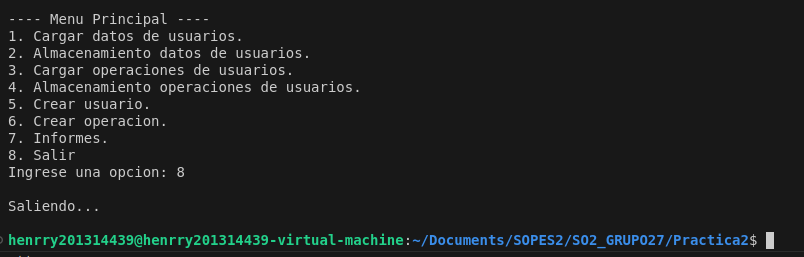 ---- Menu Principal ----
1. Cargar datos de usuarios.
2. Almacenamiento datos de usuarios.
3. Cargar operaciones de usuarios.
4. Almacenamiento operaciones de usuarios.
5. Crear usuario.
6. Crear operacion.
7. Informes.
8. Salir
Ingrese una opcion: 8
Saliendo...
henrry201314439@henrry201314439-virtual-machine:~/Documents/SOPES2/SO2_GRUPO27/Practica2$